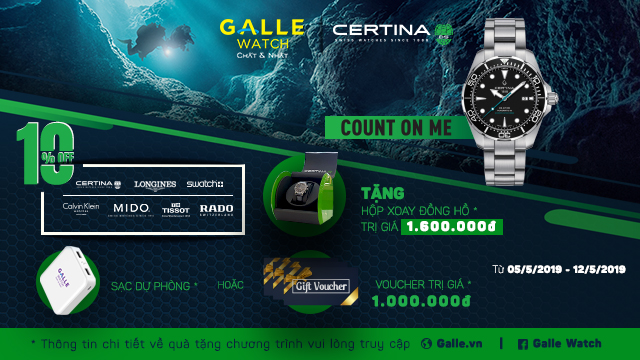 GALLE
WATCH
CHẤT & NHẤT
CERTINA
SWISS WATCHES SINCE 1888
COUNT ON ME
10
% OFF
CERTINA LONGINES swatch
Calvin Klein MIDO TISSOT RADO
SWITZERLAND
TẶNG
HỘP XOAY ĐỒNG HỒ *
TRỊ GIÁ 1.600.000đ
Từ 05/5/2019 - 12/5/2019
GALLE
SẠC DỰ PHÒNG * HOẶC
Gift Voucher
VOUCHER TRỊ GIÁ *
1.000.000đ
* Thông tin chi tiết về quà tặng chương trình vui lòng truy cập Galle.vn | Galle Watch